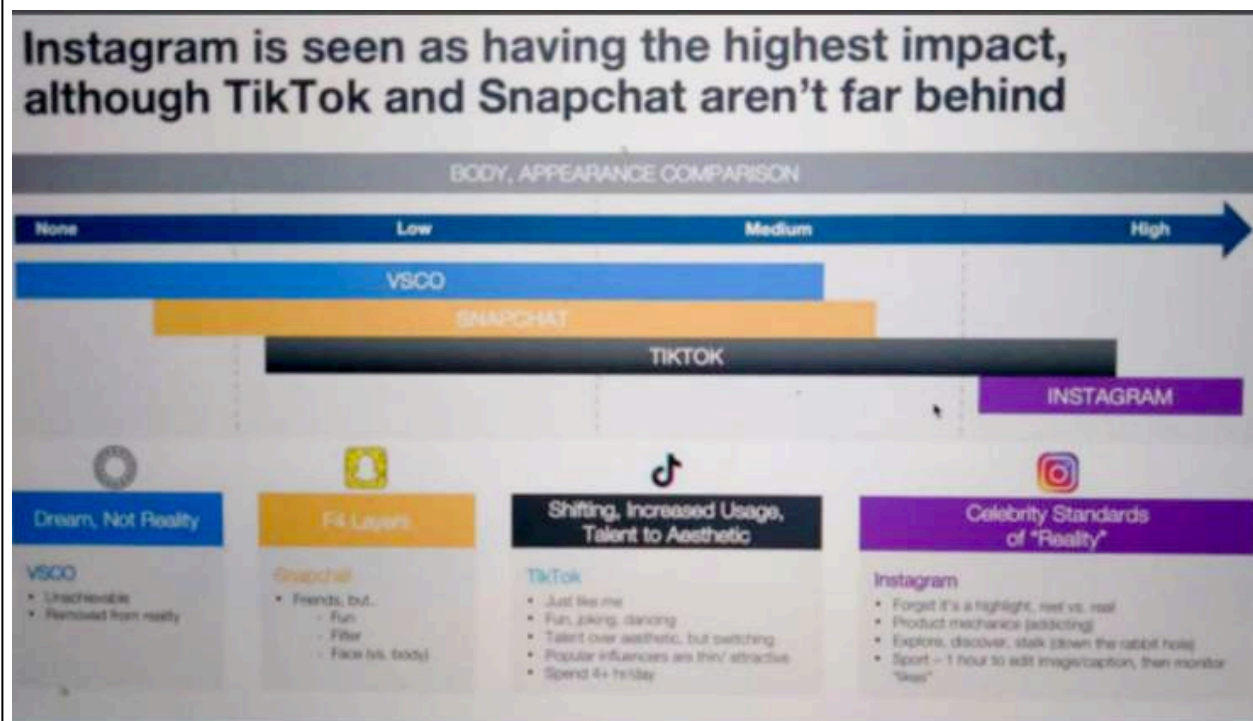 Instagram is seen as having the highest impact,
although TikTok and Snapchat aren't far behind
BODY, APPEARANCE COMPARISON
None Low Medium High
VSCO
SNAPCHAT
TIKTOK
INSTAGRAM
Dream, Not Reality
VSCO
• Unachievable
• Removed from reality
F4 Layers
Snapchat
• Friends, but..
- Fun
- Filter
- Face (vs. body)
Shifting, Increased Usage,
Talent to Aesthetic
TikTok
• Just like me
• Fun, joking, dancing
• Talent over aesthetic, but switching
• Popular influencers are thin/ attractive
• Spend 4+ hr/day
Celebrity Standards
of "Reality"
Instagram
• Forget it's a highlight, reel vs. real
• Product mechanics (addicting)
• Explore, discover, stalk (down the rabbit hole)
• Sport – 1 hour to edit image/caption, then monitor
"likes"